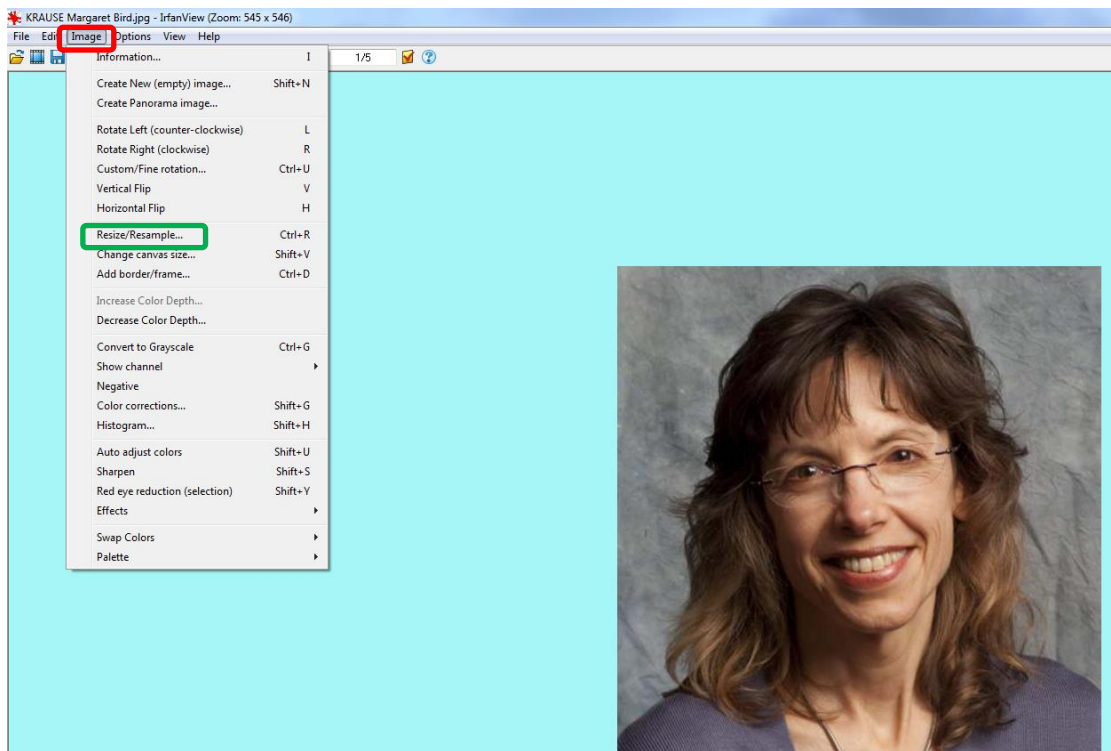 KRAUSE Margaret Bird.jpg - IrfanView (Zoom: 545 x 546)
File Edit Image Options View Help
1/5
Information... I
Create New (empty) image... Shift+N
Create Panorama image...
Rotate Left (counter-clockwise) L
Rotate Right (clockwise) R
Custom/Fine rotation... Ctrl+U
Vertical Flip V
Horizontal Flip H
Resize/Resample... Ctrl+R
Change canvas size... Shift+V
Add border/frame... Ctrl+D
Increase Color Depth...
Decrease Color Depth...
Convert to Grayscale Ctrl+G
Show channel
Negative
Color corrections... Shift+G
Histogram... Shift+H
Auto adjust colors Shift+U
Sharpen Shift+S
Red eye reduction (selection) Shift+Y
Effects
Swap Colors
Palette